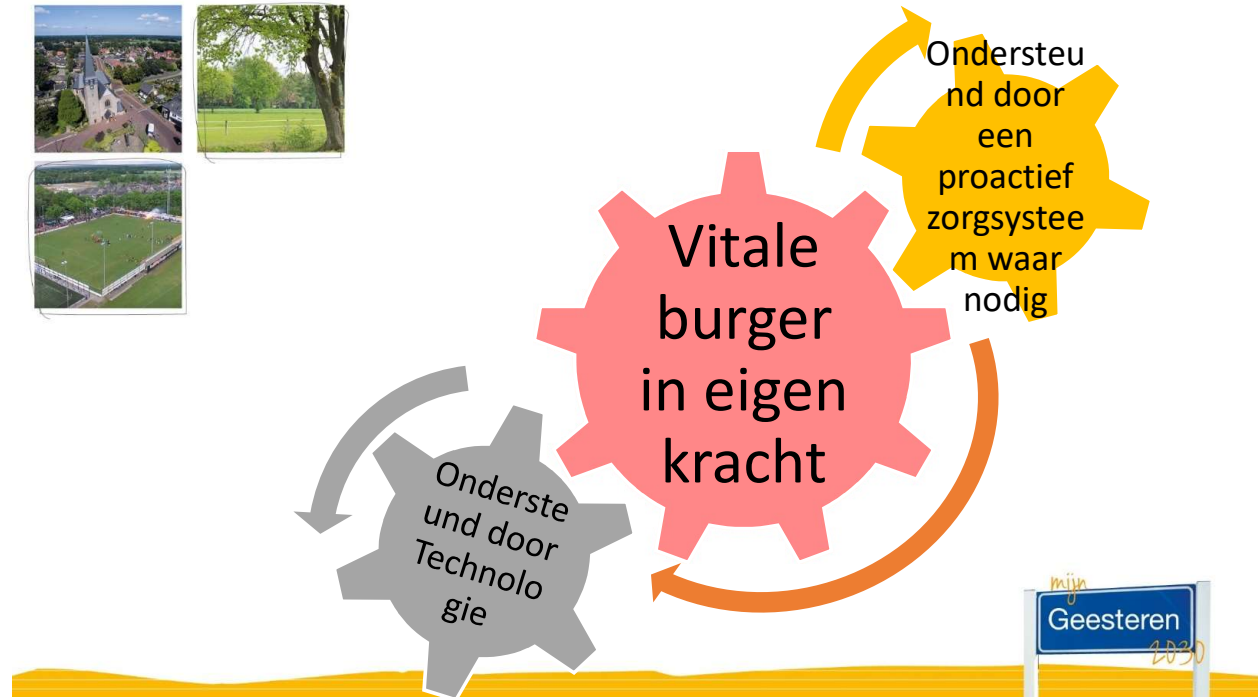 Ondersteu
nd door
een
proactief
zorgsystee
m waar
nodig
Vitale
burger
in eigen
kracht
Onderste
und door
Technolo
gie
mijn
Geesteren
2030